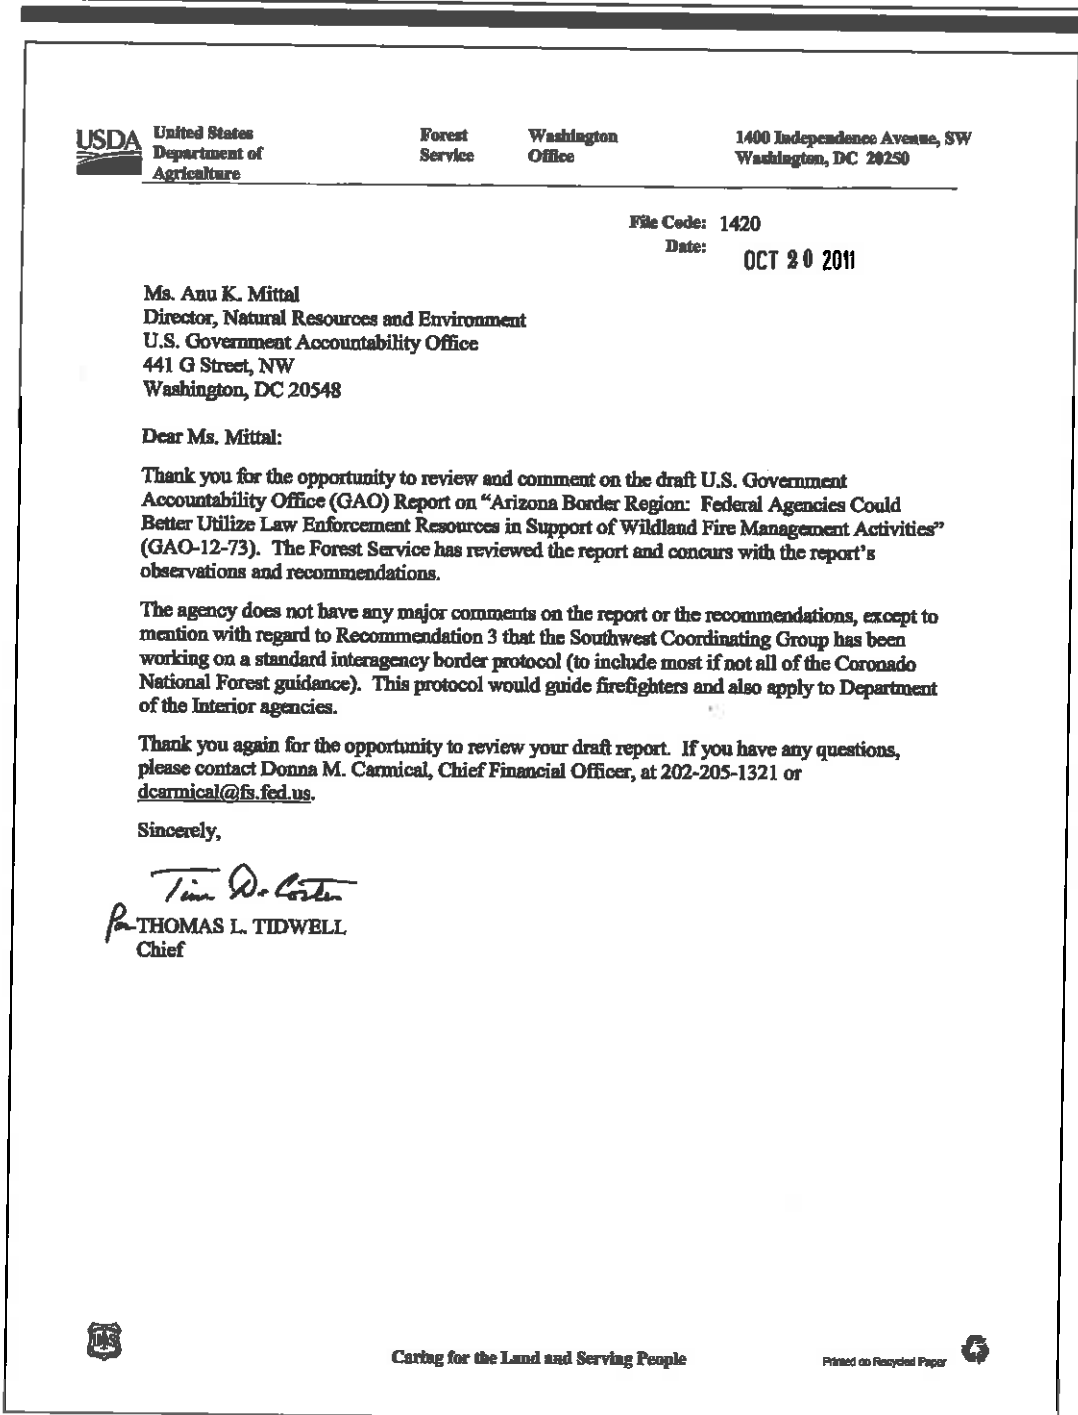 USDA
United States
Department of
Agriculture
Forest
Service
Washington
Office
1400 Independence Avenue, SW
Washington, DC 20250
File Code: 1420
Date: OCT 20 2011
Ms. Anu K. Mittal
Director, Natural Resources and Environment
U.S. Government Accountability Office
441 G Street, NW
Washington, DC 20548
Dear Ms. Mittal:
Thank you for the opportunity to review and comment on the draft U.S. Government
Accountability Office (GAO) Report on “Arizona Border Region: Federal Agencies Could
Better Utilize Law Enforcement Resources in Support of Wildland Fire Management Activities”
(GAO-12-73). The Forest Service has reviewed the report and concurs with the report’s
observations and recommendations.
The agency does not have any major comments on the report or the recommendations, except to
mention with regard to Recommendation 3 that the Southwest Coordinating Group has been
working on a standard interagency border protocol (to include most if not all of the Coronado
National Forest guidance). This protocol would guide firefighters and also apply to Department
of the Interior agencies.
Thank you again for the opportunity to review your draft report. If you have any questions,
please contact Donna M. Carmical, Chief Financial Officer, at 202-205-1321 or
dcarmical@fs.fed.us.
Sincerely,
Tim DeCoster
For THOMAS L. TIDWELL
Chief
Caring for the Land and Serving People
Printed on Recycled Paper